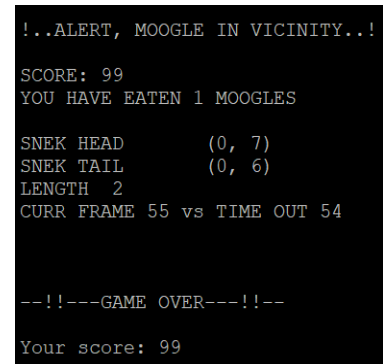 !..ALERT, MOOGLE IN VICINITY..!
SCORE: 99
YOU HAVE EATEN 1 MOOGLES
SNEK HEAD (0, 7)
SNEK TAIL (0, 6)
LENGTH 2
CURR FRAME 55 vs TIME OUT 54
--!!---GAME OVER---!!--
Your score: 99